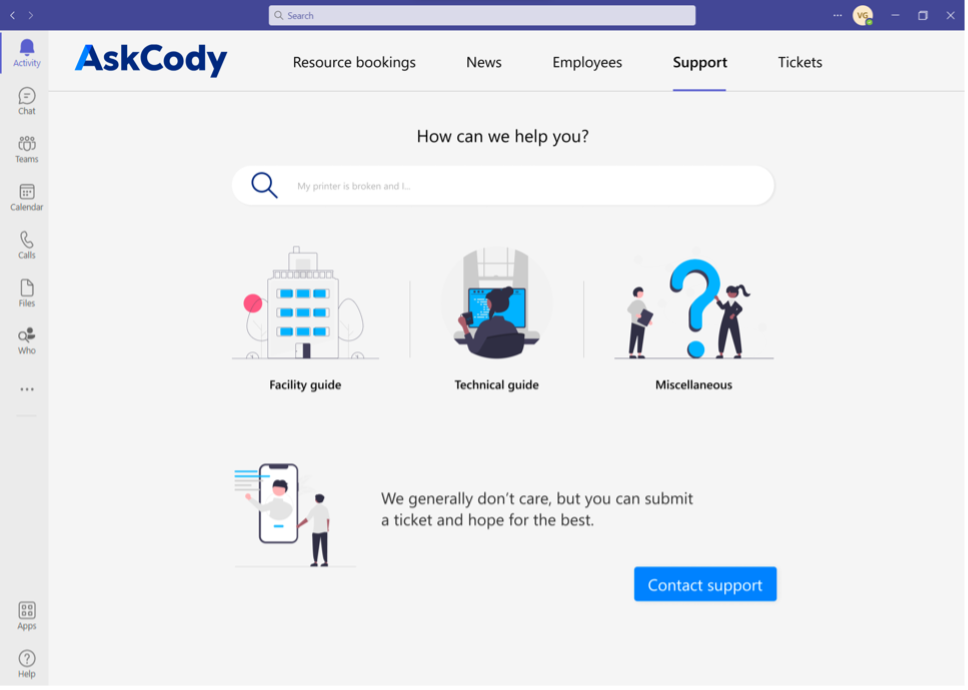 Search
VG
Activity
Chat
Teams
Calendar
Calls
Files
Who
Apps
Help
AskCody
Resource bookings
News
Employees
Support
Tickets
How can we help you?
My printer is broken and I...
Facility guide
Technical guide
Miscellaneous
We generally don't care, but you can submit
a ticket and hope for the best.
Contact support